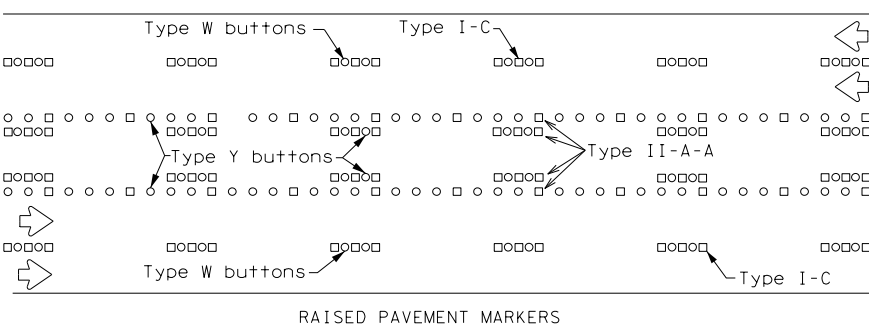 Type W buttons
Type I-C
Type Y buttons
Type II-A-A
Type W buttons
Type I-C
RAISED PAVEMENT MARKERS